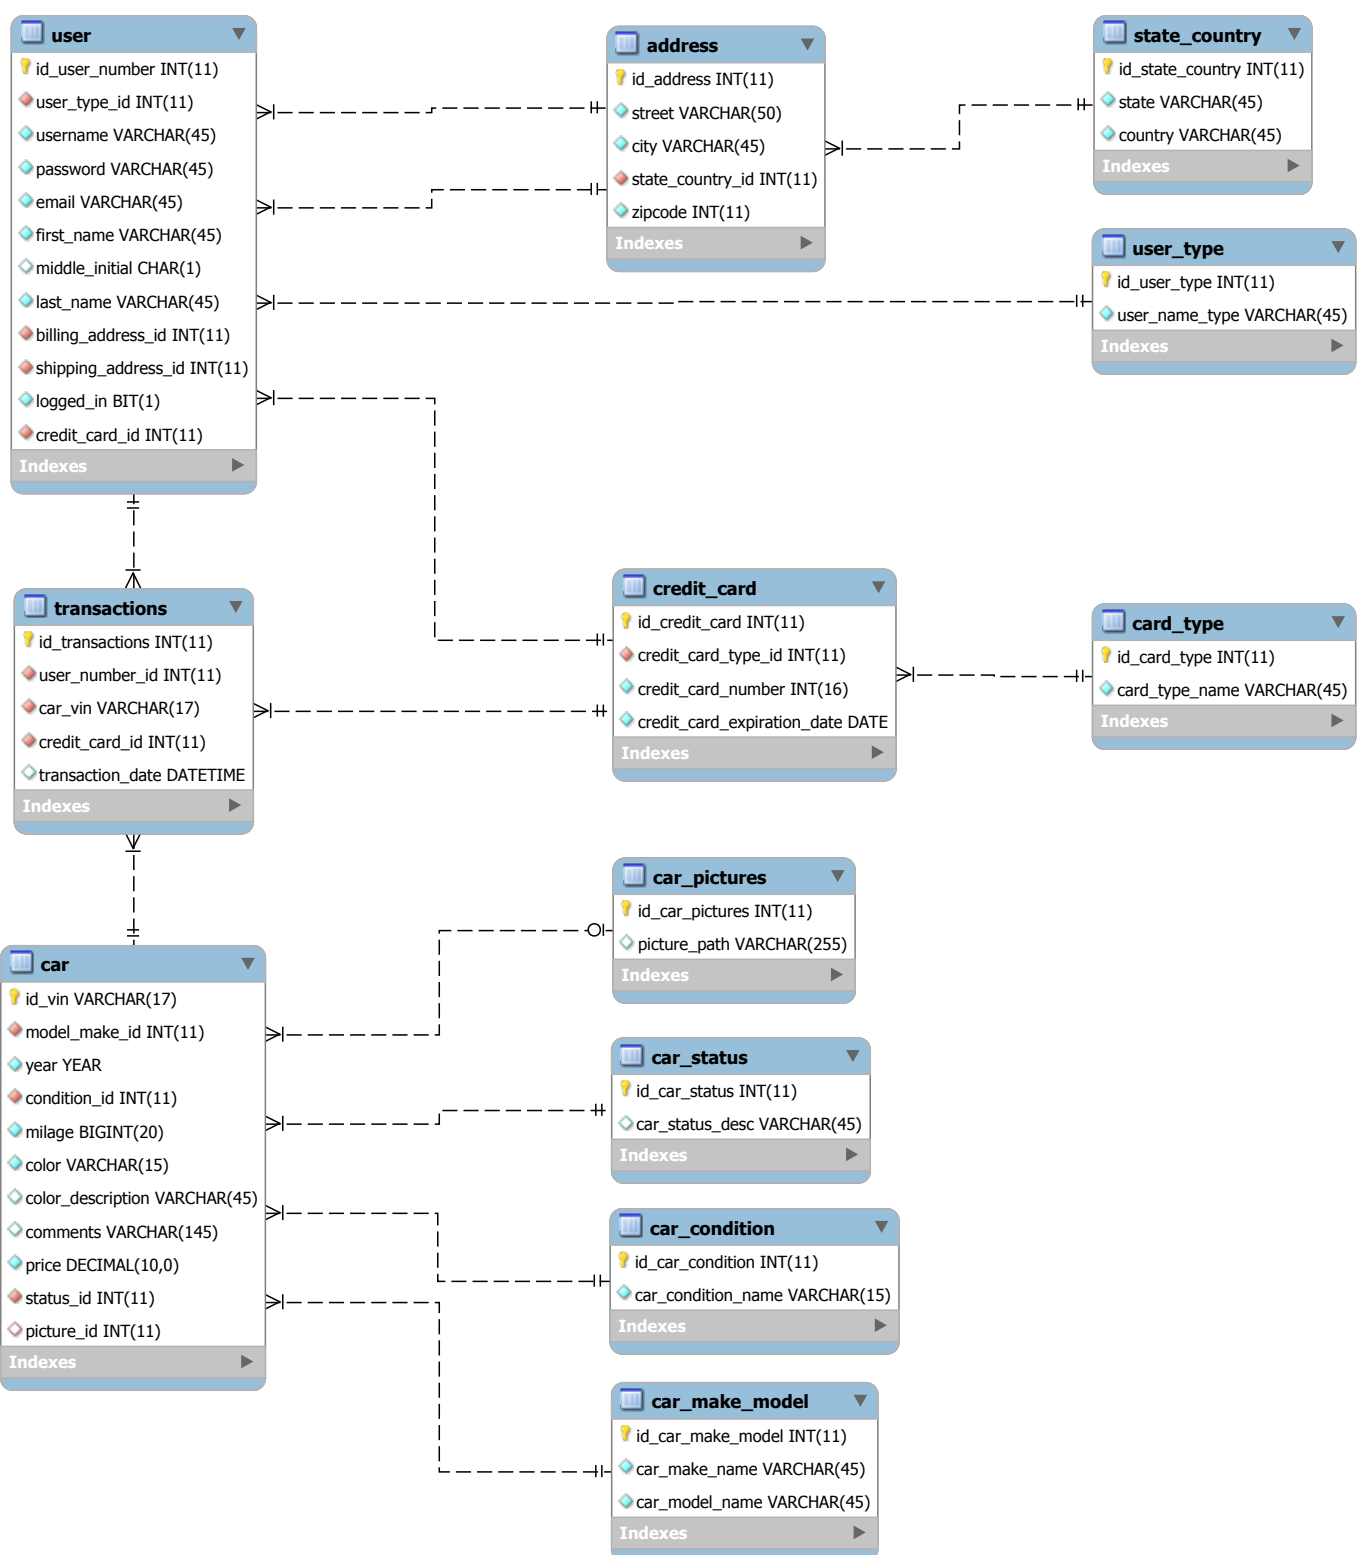 user
id_user_number INT(11)
user_type_id INT(11)
username VARCHAR(45)
password VARCHAR(45)
email VARCHAR(45)
first_name VARCHAR(45)
middle_initial CHAR(1)
last_name VARCHAR(45)
billing_address_id INT(11)
shipping_address_id INT(11)
logged_in BIT(1)
credit_card_id INT(11)
Indexes
address
id_address INT(11)
street VARCHAR(50)
city VARCHAR(45)
state_country_id INT(11)
zipcode INT(11)
Indexes
state_country
id_state_country INT(11)
state VARCHAR(45)
country VARCHAR(45)
Indexes
user_type
id_user_type INT(11)
user_name_type VARCHAR(45)
Indexes
transactions
id_transactions INT(11)
user_number_id INT(11)
car_vin VARCHAR(17)
credit_card_id INT(11)
transaction_date DATETIME
Indexes
credit_card
id_credit_card INT(11)
credit_card_type_id INT(11)
credit_card_number INT(16)
credit_card_expiration_date DATE
Indexes
card_type
id_card_type INT(11)
card_type_name VARCHAR(45)
Indexes
car
id_vin VARCHAR(17)
model_make_id INT(11)
year YEAR
condition_id INT(11)
milage BIGINT(20)
color VARCHAR(15)
color_description VARCHAR(45)
comments VARCHAR(145)
price DECIMAL(10,0)
status_id INT(11)
picture_id INT(11)
Indexes
car_pictures
id_car_pictures INT(11)
picture_path VARCHAR(255)
Indexes
car_status
id_car_status INT(11)
car_status_desc VARCHAR(45)
Indexes
car_condition
id_car_condition INT(11)
car_condition_name VARCHAR(15)
Indexes
car_make_model
id_car_make_model INT(11)
car_make_name VARCHAR(45)
car_model_name VARCHAR(45)
Indexes